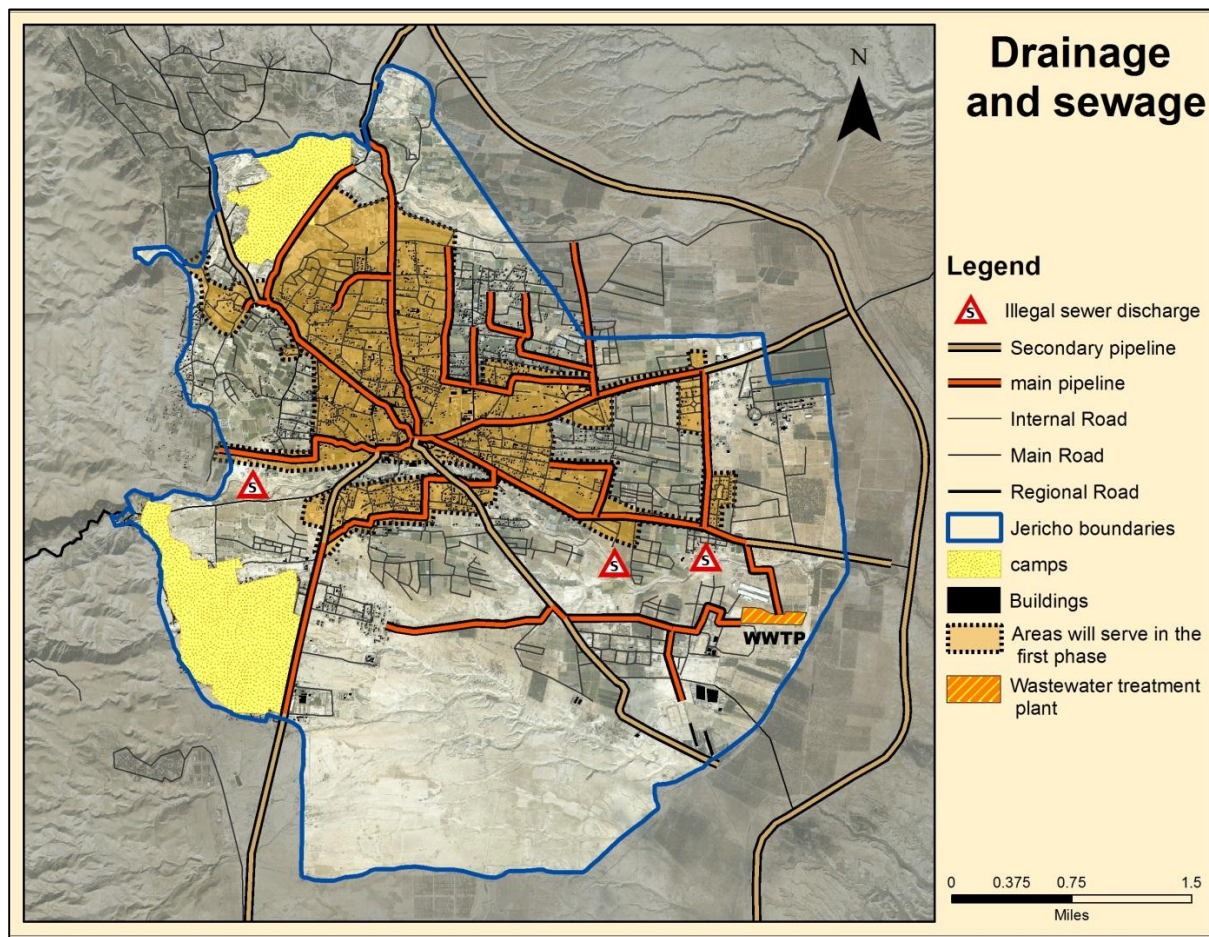 Drainage
and sewage
N
Legend
S Illegal sewer discharge
Secondary pipeline
main pipeline
Internal Road
Main Road
Regional Road
Jericho boundaries
camps
Buildings
Areas will serve in the
first phase
Wastewater treatment
plant
S
S
S
WWTP
0 0.375 0.75 1.5
Miles